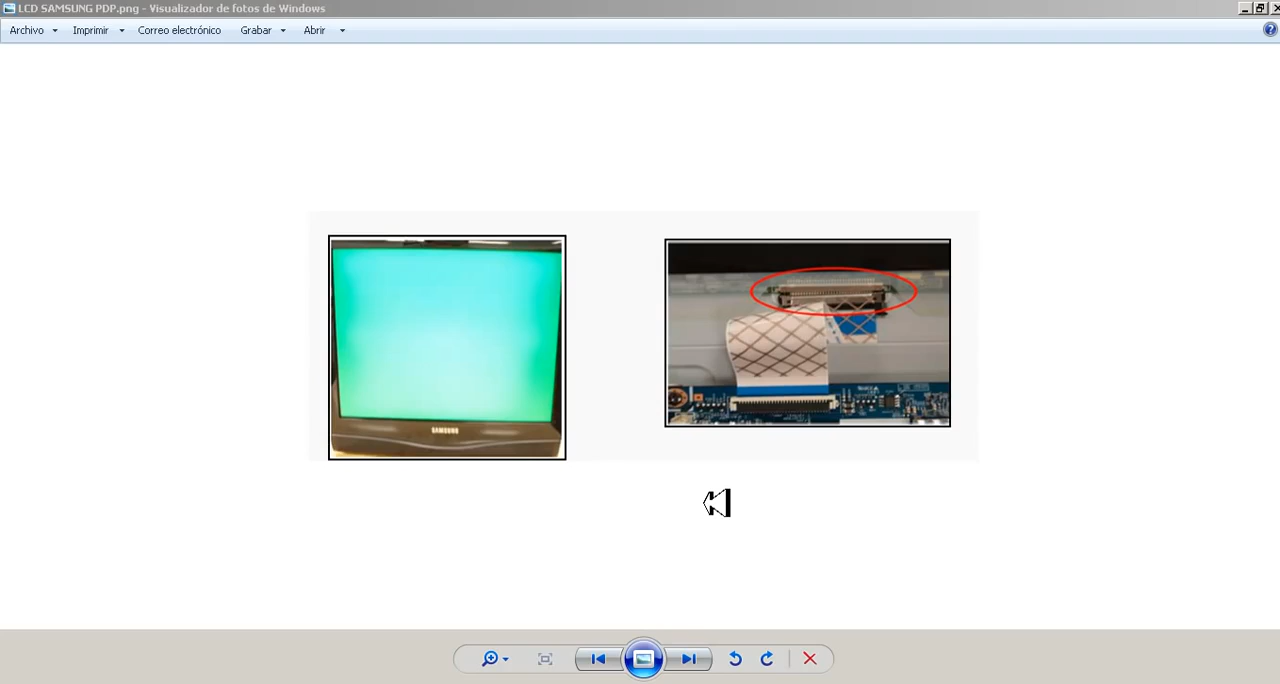 LCD SAMSUNG PDP.png - Visualizador de fotos de Windows
Archivo Imprimir Correo electrónico Grabar Abrir
SAMSUNG